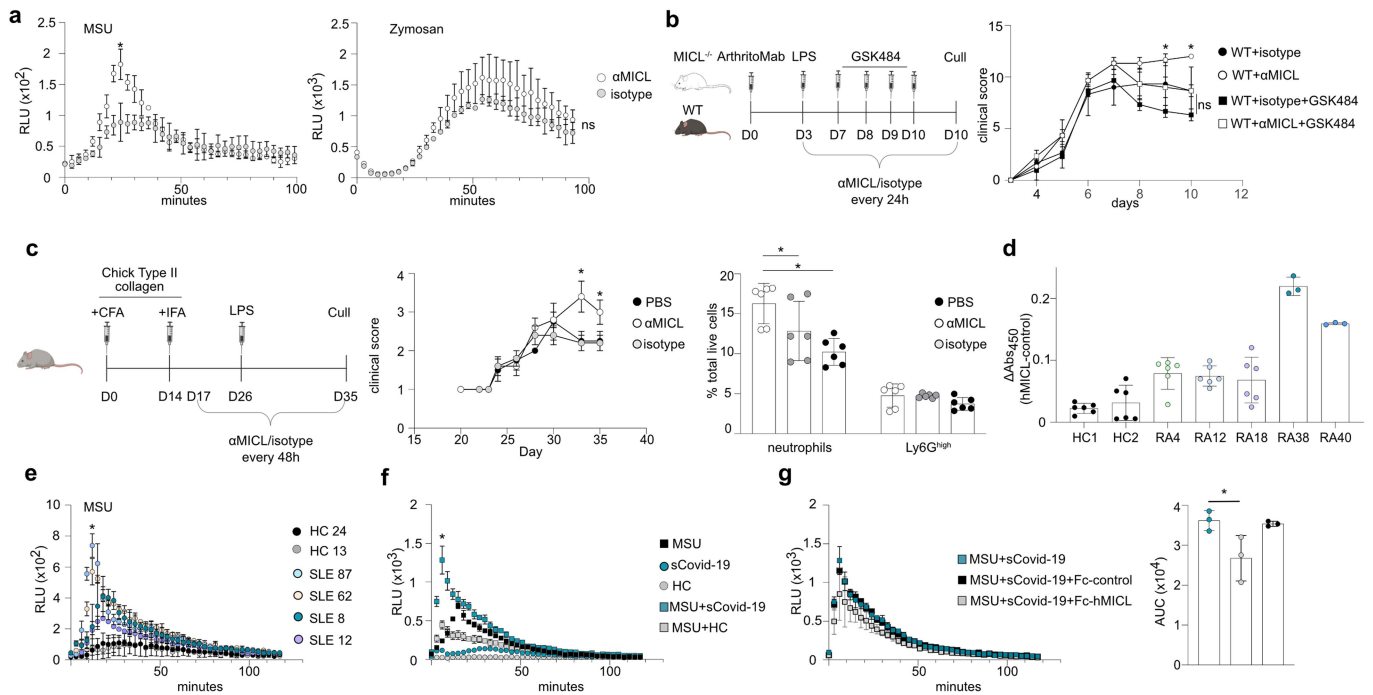 a
MSU
RLU (x10²)
2.5
2
1.5
1
0.5
0
*
0
50
100
minutes
Zymosan
RLU (x10³)
2.5
2
1.5
1
0.5
0
αMICL
isotype
ns
0
50
100
minutes
b
MICL⁻/⁻ ArthritoMab
LPS
GSK484
Cull
WT
D0
D3
D7
D8
D9
D10
D10
αMICL/isotype
every 24h
clinical score
15
10
5
0
* *
ns
4
6
8
10
12
days
WT+isotype
WT+αMICL
WT+isotype+GSK484
WT+αMICL+GSK484
c
Chick Type II
collagen
+CFA
+IFA
LPS
Cull
D0
D14
D17
D26
D35
αMICL/isotype
every 48h
clinical score
4
3
2
1
0
* *
15
20
25
30
35
40
Day
PBS
αMICL
isotype
% total live cells
20
15
10
5
0
*
*
neutrophils
Ly6Gʰⁱᵍʰ
PBS
αMICL
isotype
d
ΔAbs₄₅₀
(hMICL-control)
0.2
0.1
0
HC1
HC2
RA4
RA12
RA18
RA38
RA40
e
MSU
RLU (x10²)
10
8
6
4
2
0
*
0
50
100
minutes
HC 24
HC 13
SLE 87
SLE 62
SLE 8
SLE 12
f
RLU (x10³)
2
1.5
1
0.5
0
*
0
50
100
minutes
MSU
sCovid-19
HC
MSU+sCovid-19
MSU+HC
g
RLU (x10³)
2
1.5
1
0.5
0
0
50
100
minutes
MSU+sCovid-19
MSU+sCovid-19+Fc-control
MSU+sCovid-19+Fc-hMICL
AUC (x10⁴)
4
3
2
1
0
*